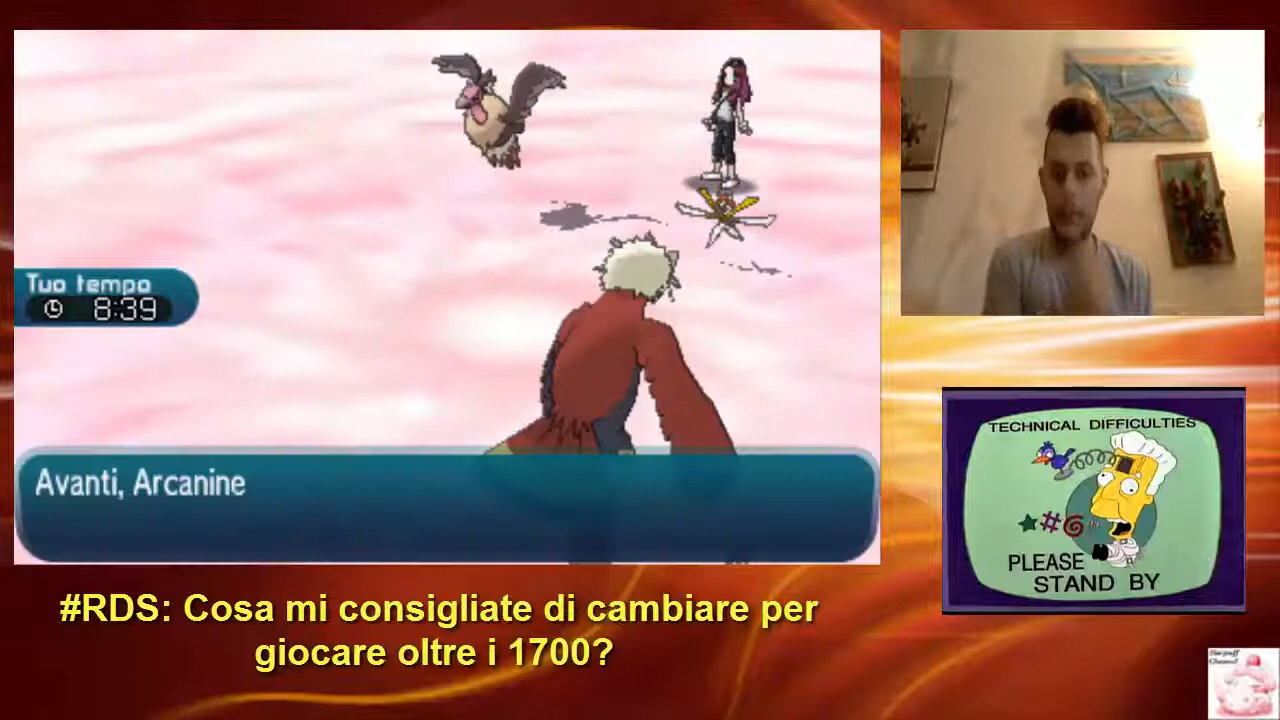 Tuo tempo
8:39
Avanti, Arcanine
TECHNICAL DIFFICULTIES
PLEASE
STAND BY
#RDS: Cosa mi consigliate di cambiare per
giocare oltre i 1700?